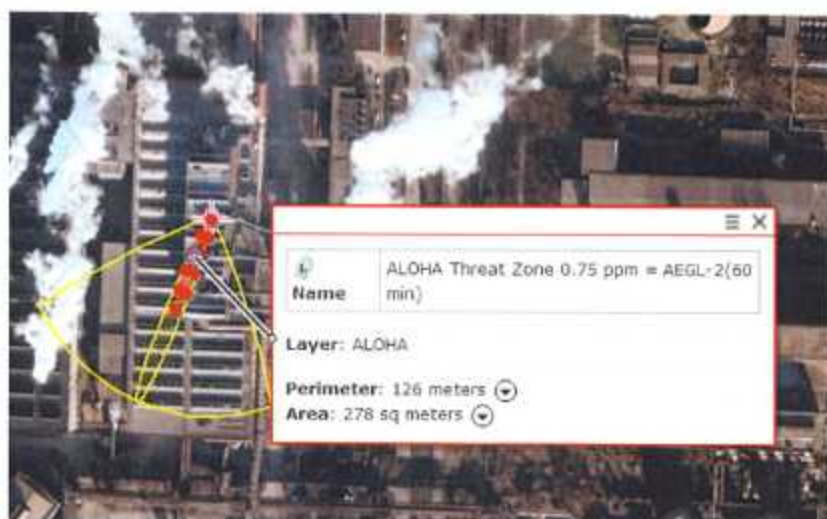 ALOHA Threat Zone 0.75 ppm = AEGL-2(60
Name
min)
Layer: ALOHA
Perimeter: 126 meters
Area: 278 sq meters